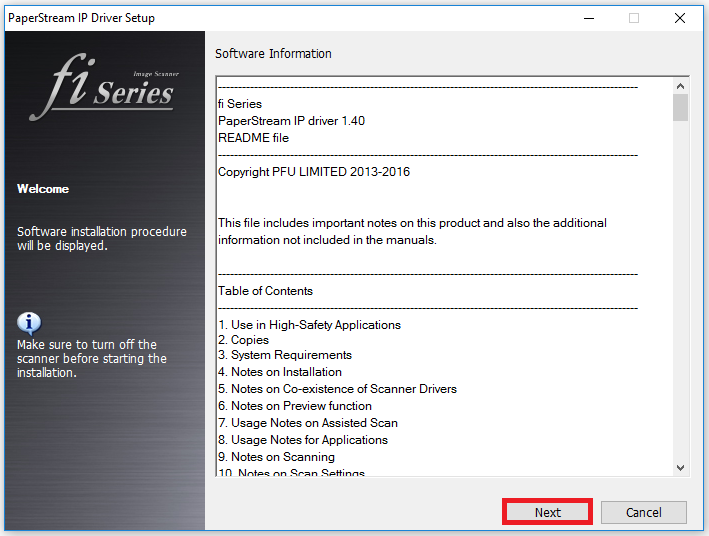 PaperStream IP Driver Setup
fi Series
Image Scanner
Welcome
Software installation procedure
will be displayed.
i
Make sure to turn off the
scanner before starting the
installation.
Software Information
fi Series
PaperStream IP driver 1.40
README file
Copyright PFU LIMITED 2013-2016
This file includes important notes on this product and also the additional
information not included in the manuals.
Table of Contents
1. Use in High-Safety Applications
2. Copies
3. System Requirements
4. Notes on Installation
5. Notes on Co-existence of Scanner Drivers
6. Notes on Preview function
7. Usage Notes on Assisted Scan
8. Usage Notes for Applications
9. Notes on Scanning
10. Notes on Scan Settings
Next
Cancel